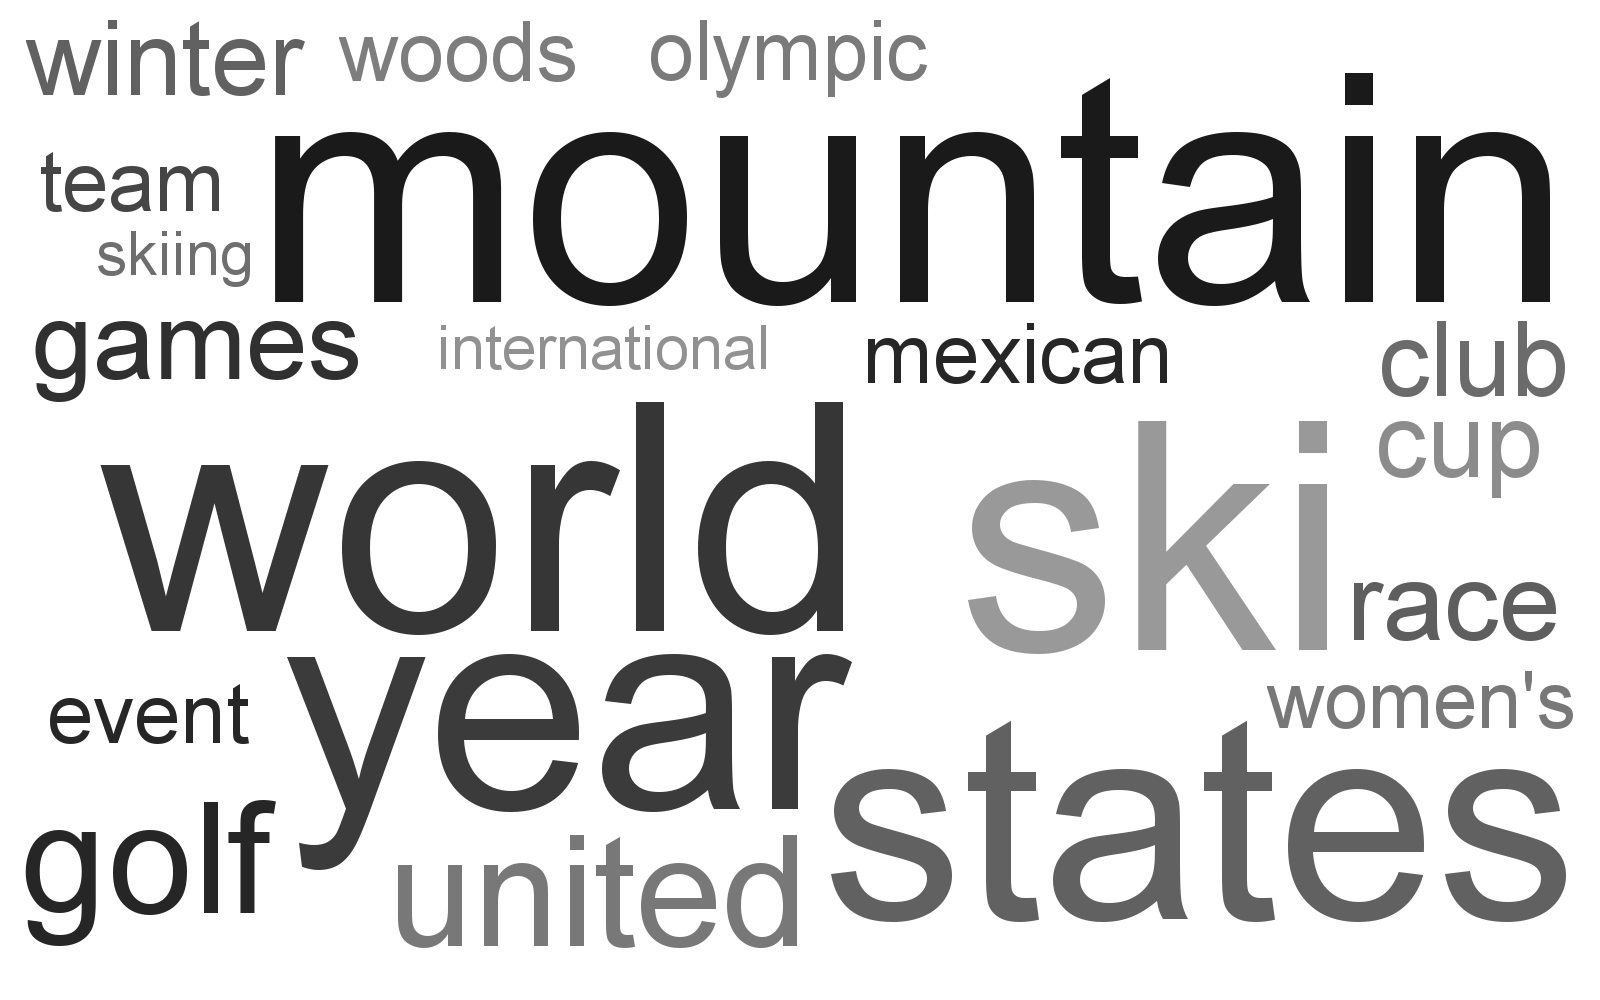 winter woods olympic
mountain
team
skiing
games international mexican club
cup
world ski
race
year
event women's
states
golf united